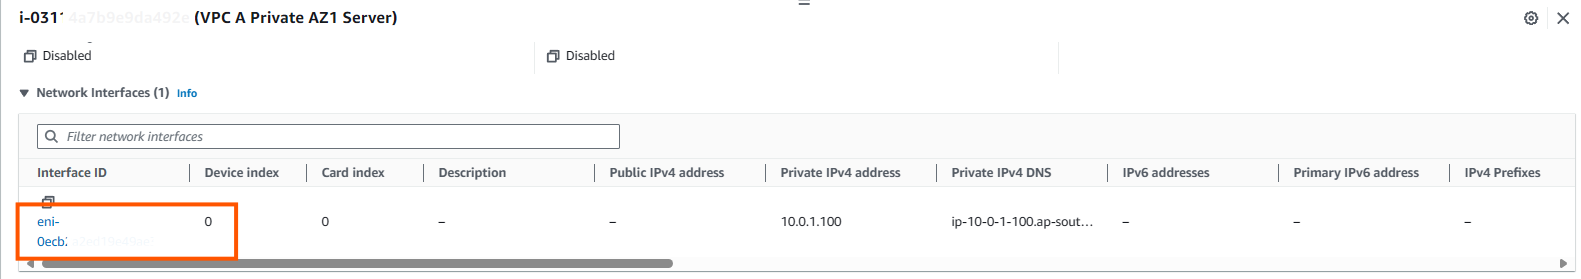 i-031 (VPC A Private AZ1 Server)
Disabled Disabled
Network Interfaces (1) Info
Filter network interfaces
Interface ID Device index Card index Description Public IPv4 address Private IPv4 address Private IPv4 DNS IPv6 addresses Primary IPv6 address IPv4 Prefixes
eni-
0 0 – – 10.0.1.100 ip-10-0-1-100.ap-sout... – – –
0ecb